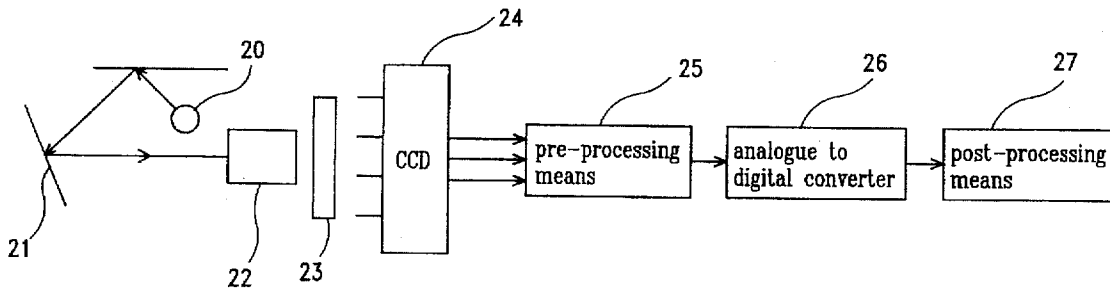 24
20
25
26
27
CCD
pre-processing
means
analogue to
digital converter
post-processing
means
21
22
23